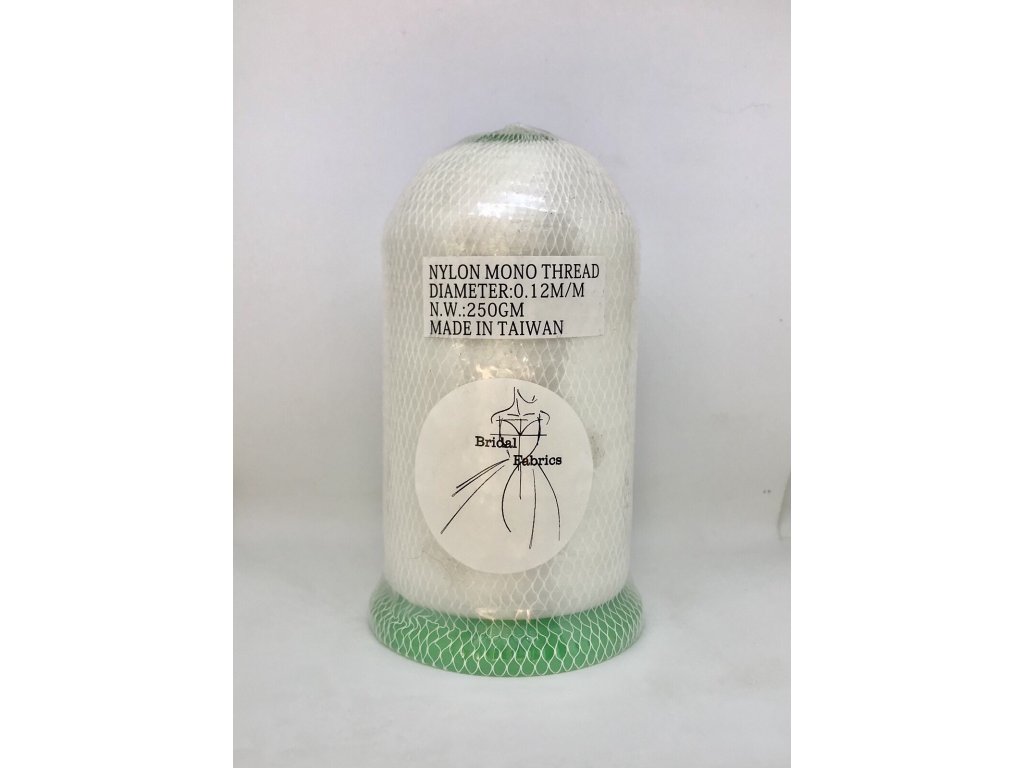 NYLON MONO THREAD
DIAMETER:0.12M/M
N.W.:250GM
MADE IN TAIWAN
Bridal
Fabrics